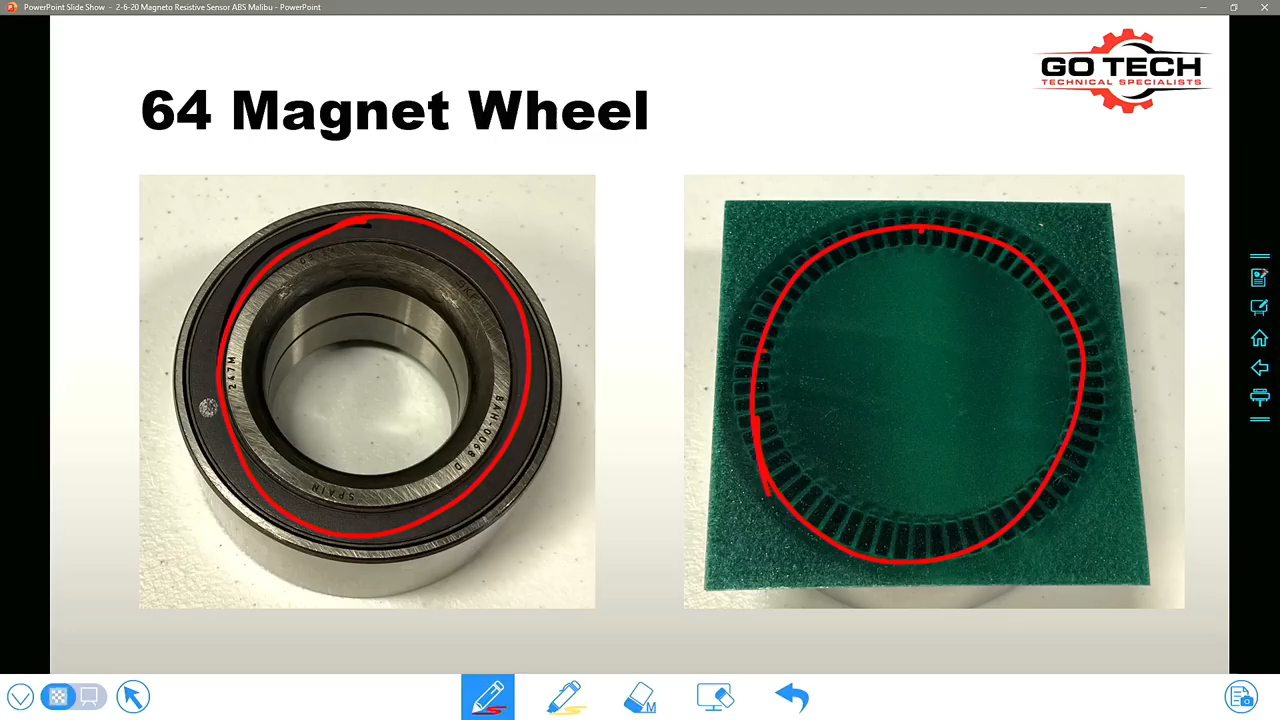 PowerPoint Slide Show - 2-6-20 Magneto Resistive Sensor ABS Malibu - PowerPoint
GO TECH
TECHNICAL SPECIALISTS
64 Magnet Wheel
247M
BAH-0068 D
SPAIN
M